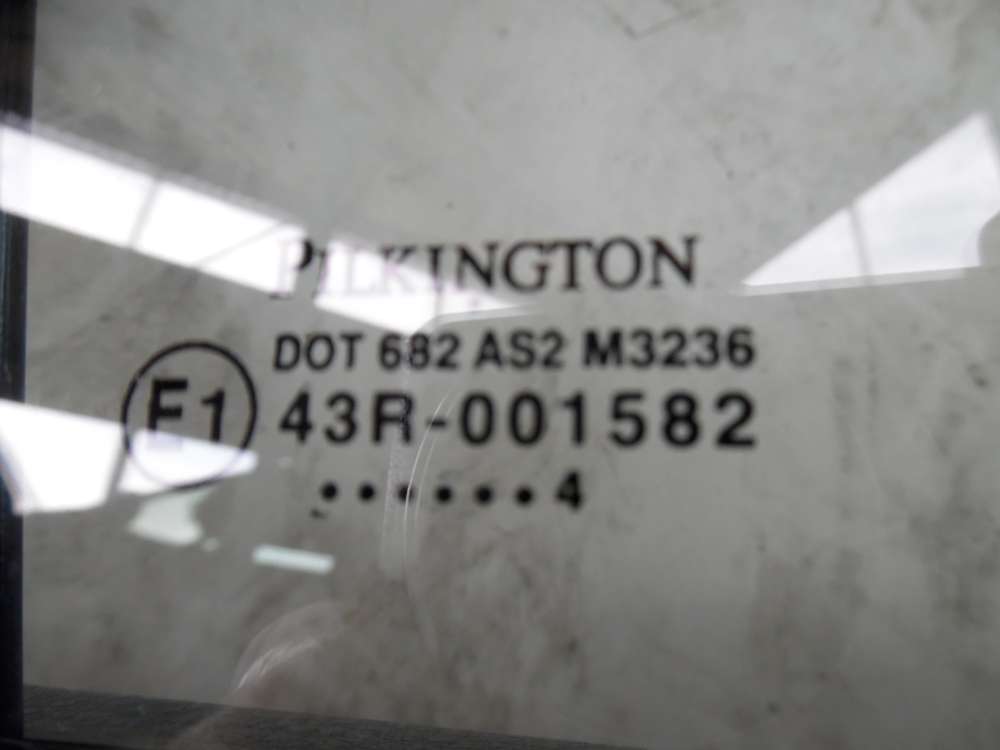 PILKINGTON
DOT 682 AS2 M3236
E1 43R-001582
••••••4